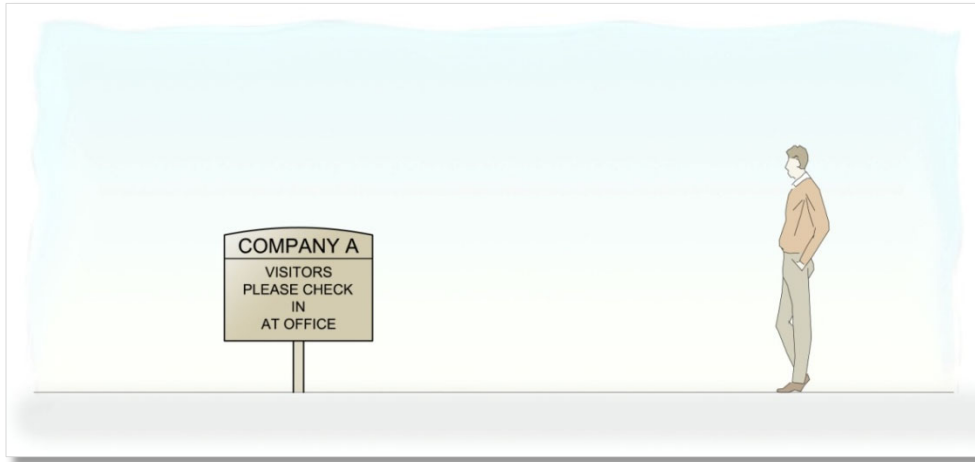 COMPANY A
VISITORS
PLEASE CHECK
IN
AT OFFICE